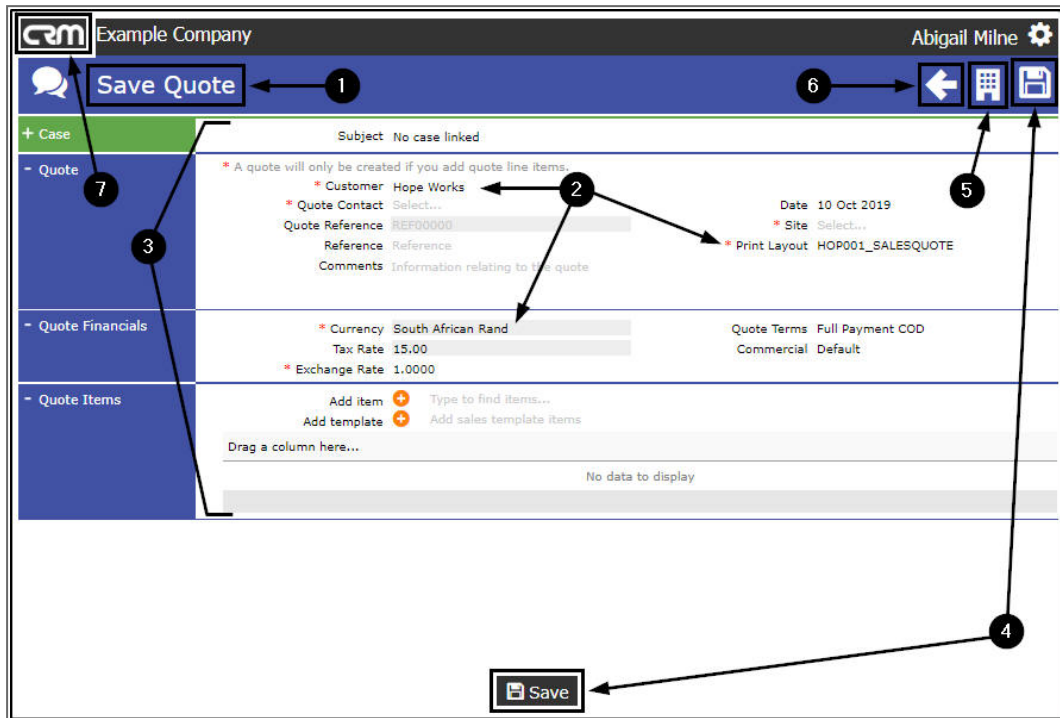 CRM Example Company Abigail Milne
Save Quote 1 6
+ Case Subject No case linked
- Quote * A quote will only be created if you add quote line items.
7 * Customer Hope Works 2 5
* Quote Contact Select... Date 10 Oct 2019
Quote Reference REF00000 * Site Select...
3 Reference Reference * Print Layout HOP001_SALESQUOTE
Comments Information relating to the quote
- Quote Financials * Currency South African Rand Quote Terms Full Payment COD
Tax Rate 15.00 Commercial Default
* Exchange Rate 1.0000
- Quote Items Add item Type to find items...
Add template Add sales template items
Drag a column here...
No data to display
4
Save